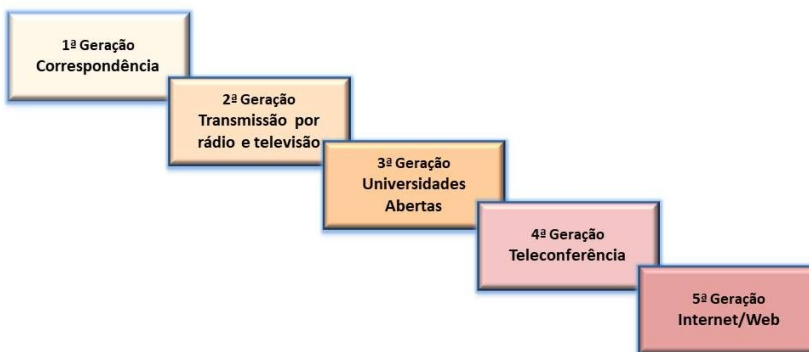 1ª Geração
Correspondência
2ª Geração
Transmissão por
rádio e televisão
3ª Geração
Universidades
Abertas
4ª Geração
Teleconferência
5ª Geração
Internet/Web